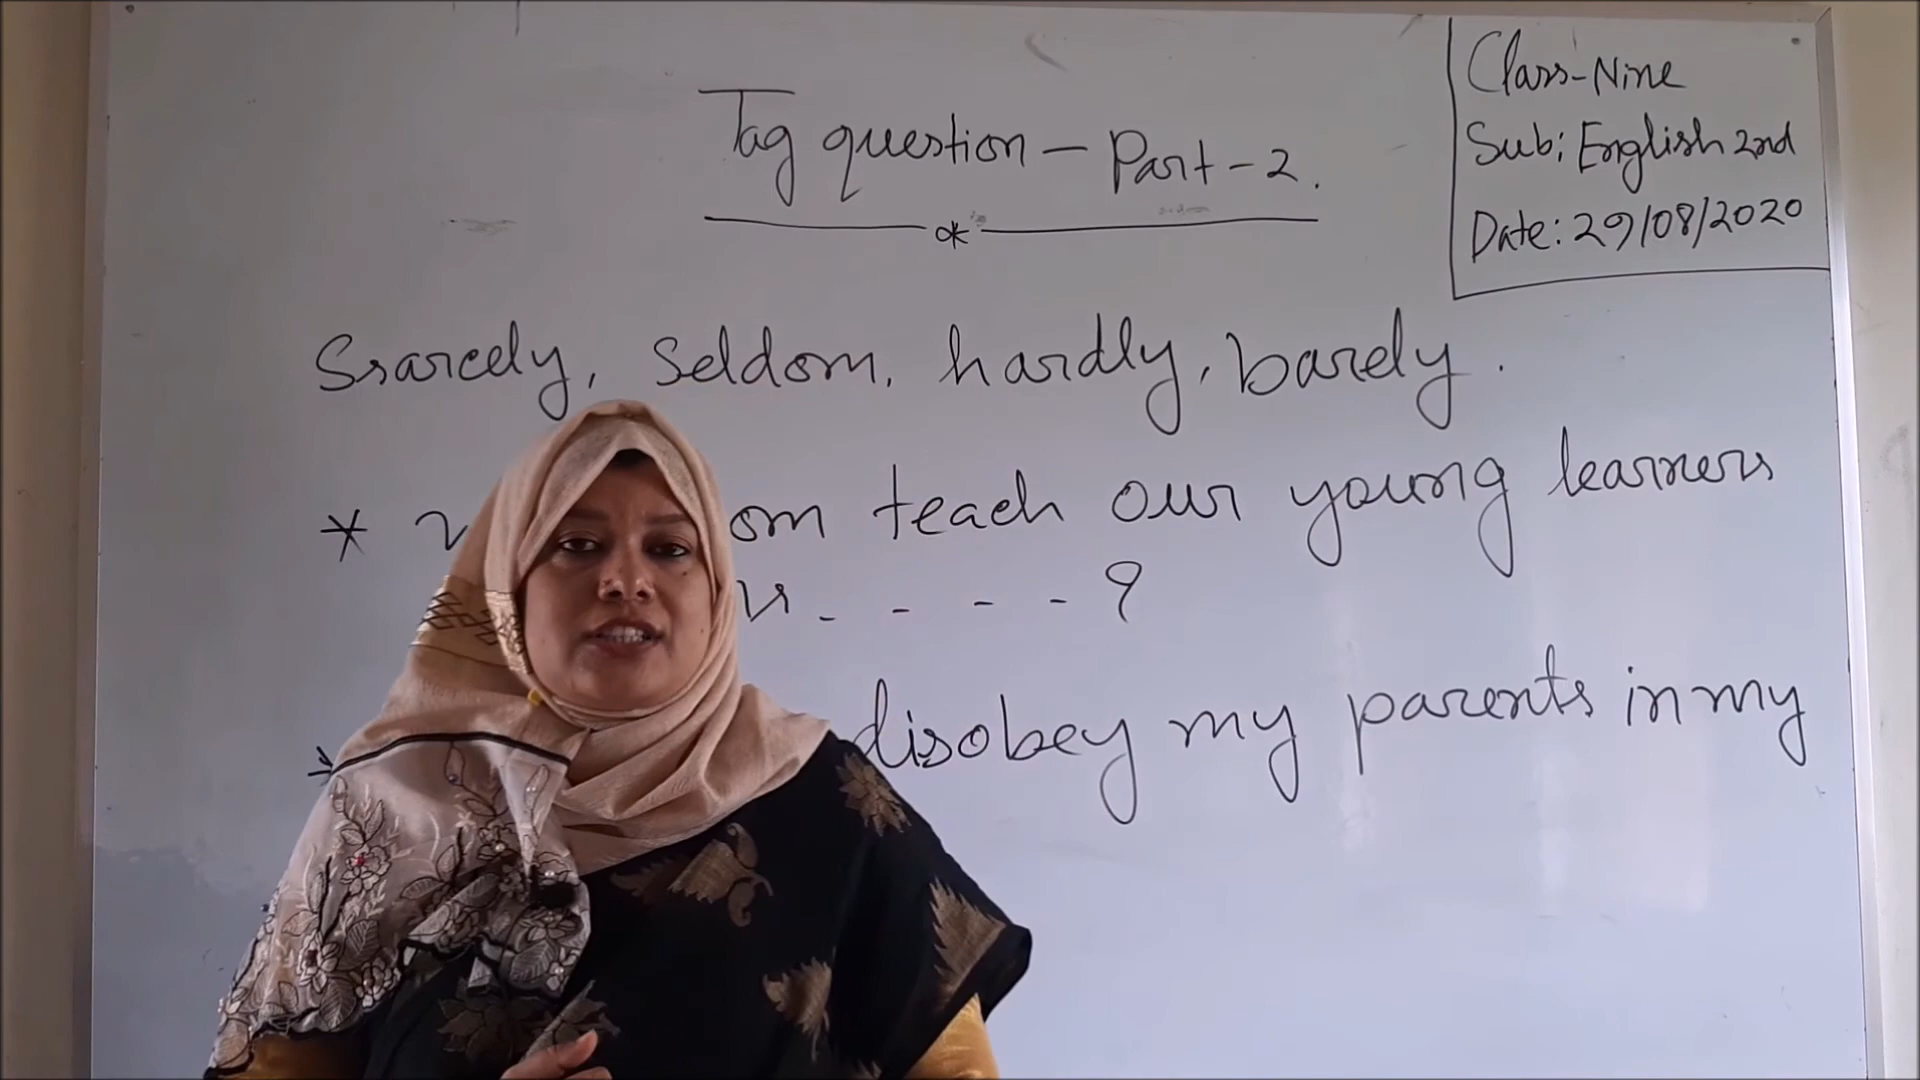 Class-Nine
Sub: English 2nd
Date: 29/08/2020
Tag question - Part-2.
Ssarcely, Seldom, hardly, barely.
* om teach our young learners
- - - - ?
disobey my parents in my